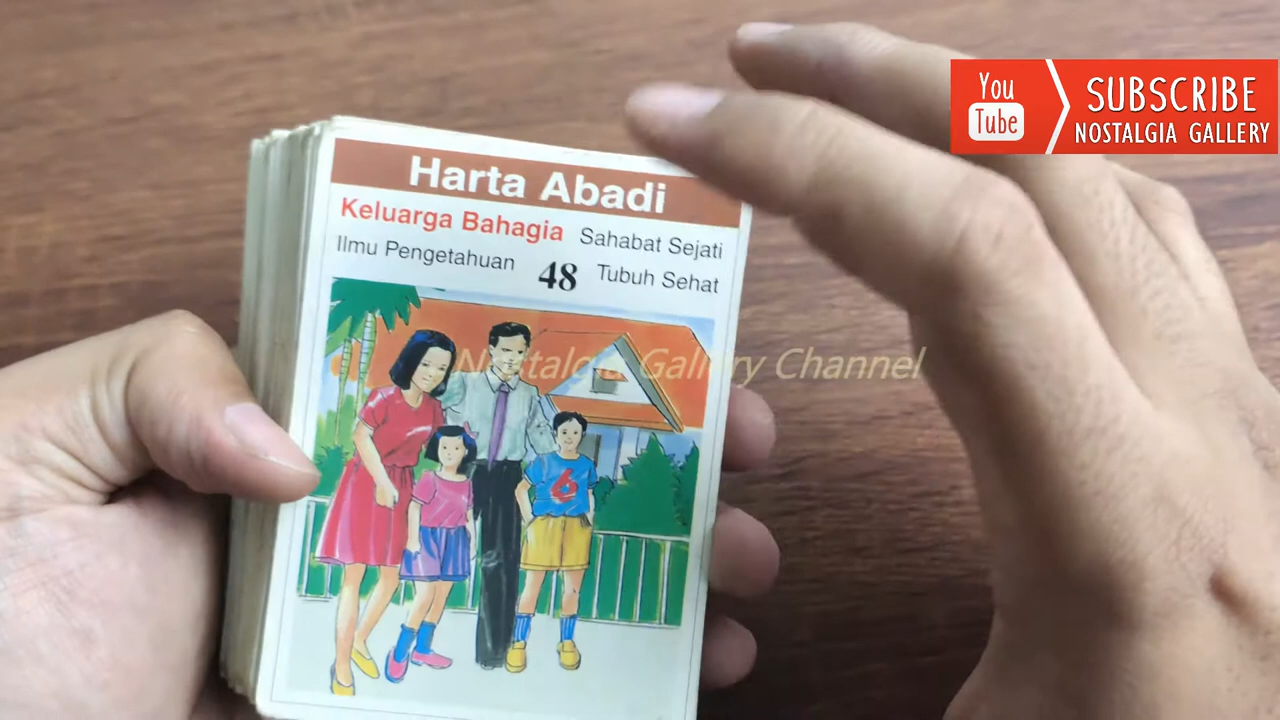 You
Tube
SUBSCRIBE
NOSTALGIA GALLERY
Harta Abadi
Keluarga Bahagia Sahabat Sejati
Ilmu Pengetahuan 48 Tubuh Sehat
Nostalgia Gallery Channel
6